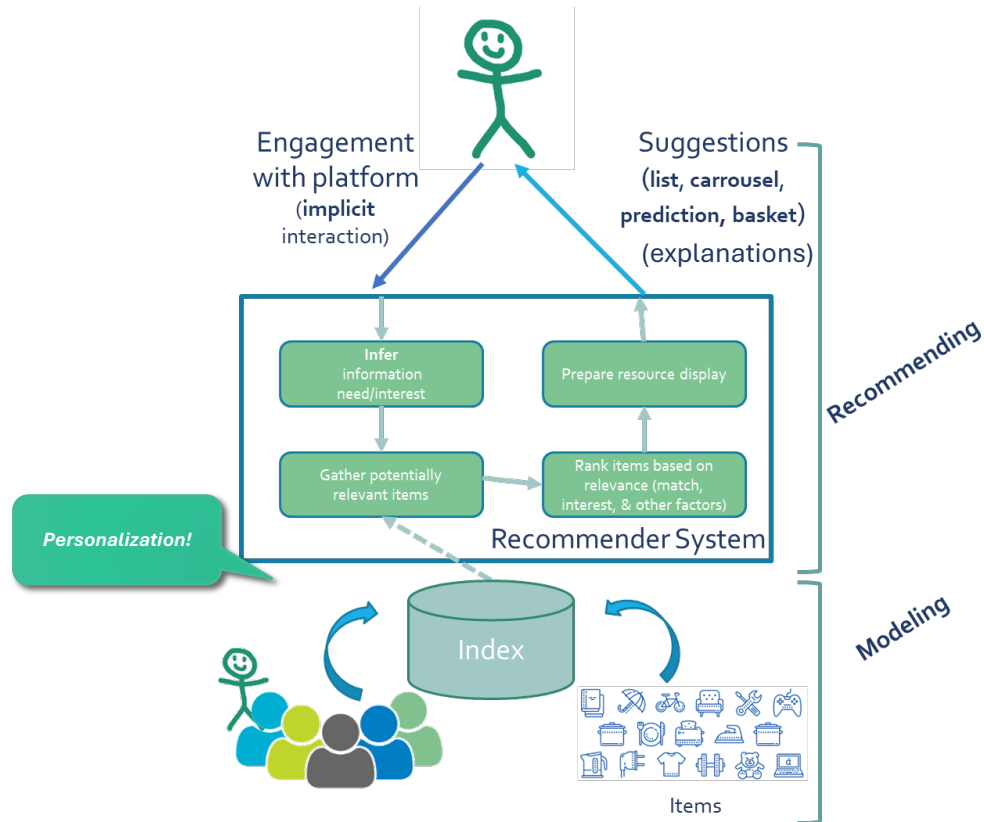 Engagement
with platform
(implicit
interaction)
Suggestions
(list, carrousel,
prediction, basket)
(explanations)
Infer
information
need/interest
Prepare resource display
Gather potentially
relevant items
Rank items based on
relevance (match,
interest, & other factors)
Recommender System
Recommending
Personalization!
Index
Modeling
Items